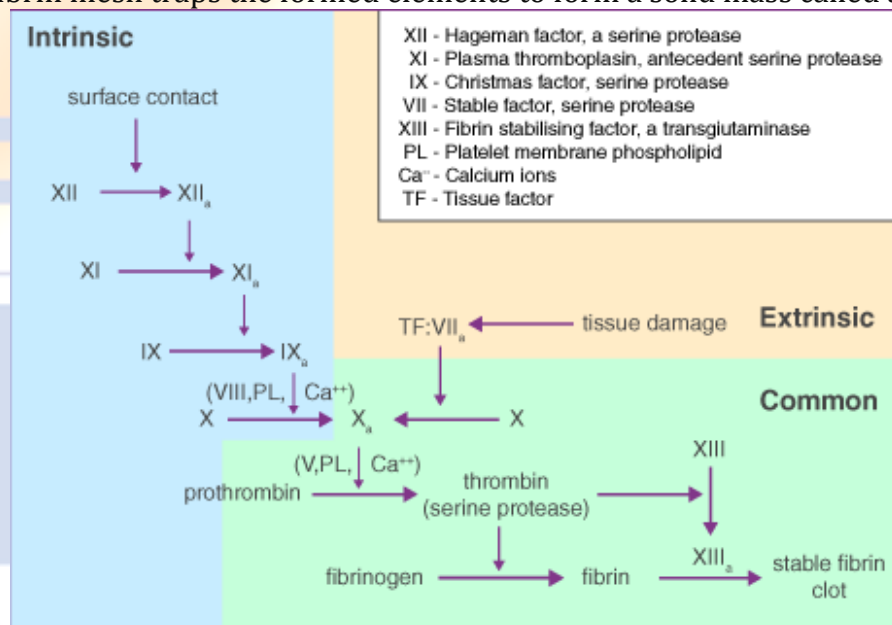 Intrinsic
surface contact
XII XIIa
XI XIa
IX IXa
(VIII,PL, Ca++)
X Xa X
(V,PL, Ca++)
prothrombin thrombin
(serine protease)
fibrinogen fibrin
XII - Hageman factor, a serine protease
XI - Plasma thromboplasin, antecedent serine protease
IX - Christmas factor, serine protease
VII - Stable factor, serine protease
XIII - Fibrin stabilising factor, a transgiutaminase
PL - Platelet membrane phospholipid
Ca¨ - Calcium ions
TF - Tissue factor
TF:VIIa tissue damage
Extrinsic
Common
XIII
XIIIa
stable fibrin
clot